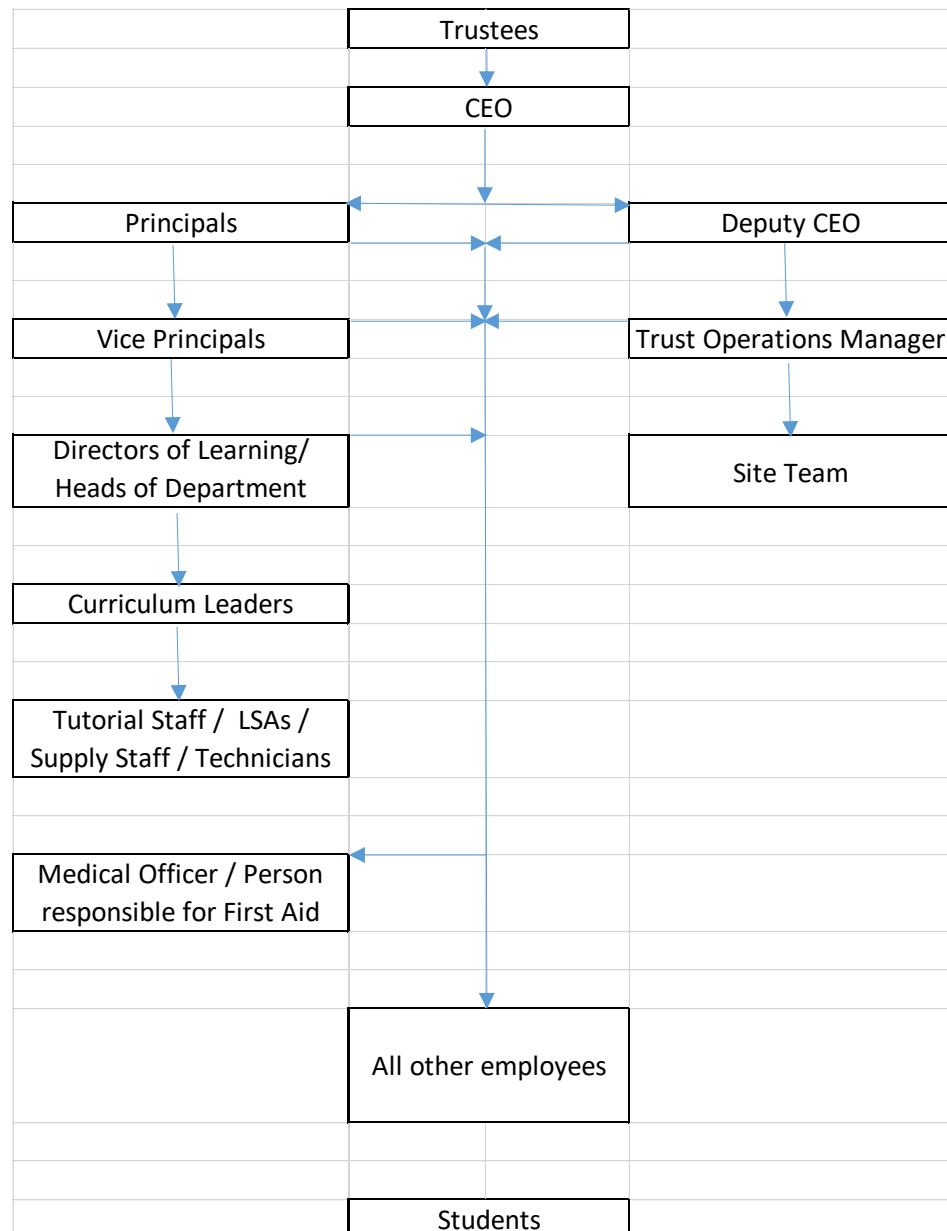 Trustees
CEO
Principals
Deputy CEO
Vice Principals
Trust Operations Manager
Directors of Learning/
Heads of Department
Site Team
Curriculum Leaders
Tutorial Staff /  LSAs /
Supply Staff / Technicians
Medical Officer / Person
responsible for First Aid
All other employees
Students